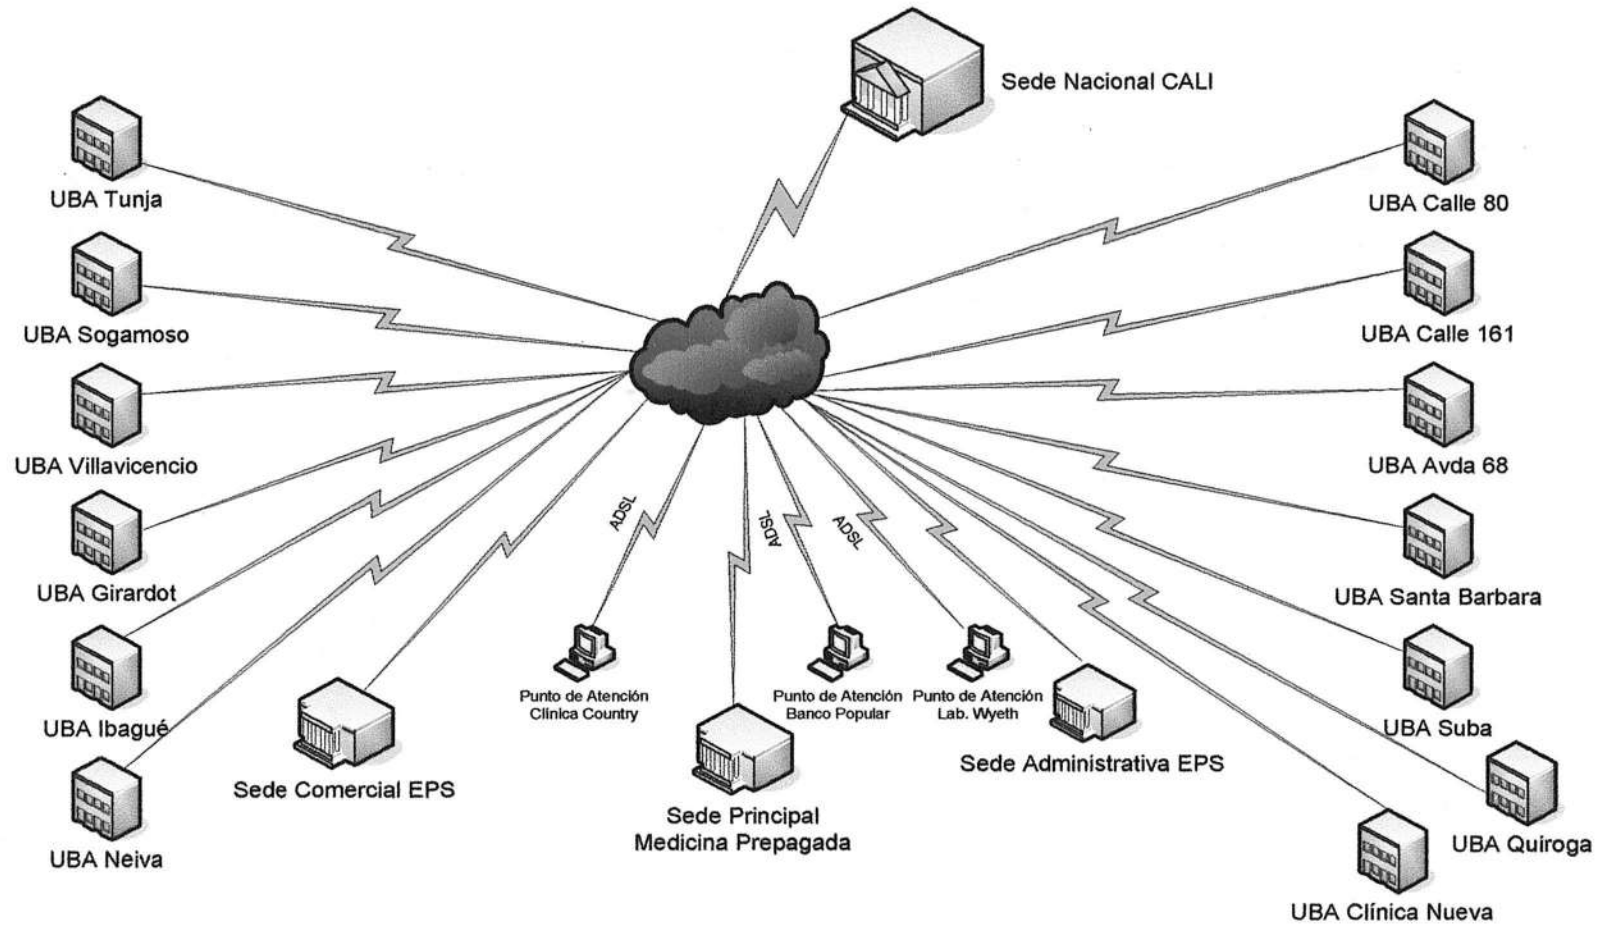 Sede Nacional CALI
UBA Tunja
UBA Calle 80
UBA Sogamoso
UBA Calle 161
UBA Villavicencio
UBA Avda 68
ADSL
ADSL
ADSL
UBA Girardot
UBA Santa Barbara
Punto de Atención
Clinica Country
Punto de Atención
Banco Popular
Punto de Atención
Lab. Wyeth
UBA Ibagué
UBA Suba
Sede Comercial EPS
Sede Administrativa EPS
Sede Principal
Medicina Prepagada
UBA Neiva
UBA Quiroga
UBA Clínica Nueva